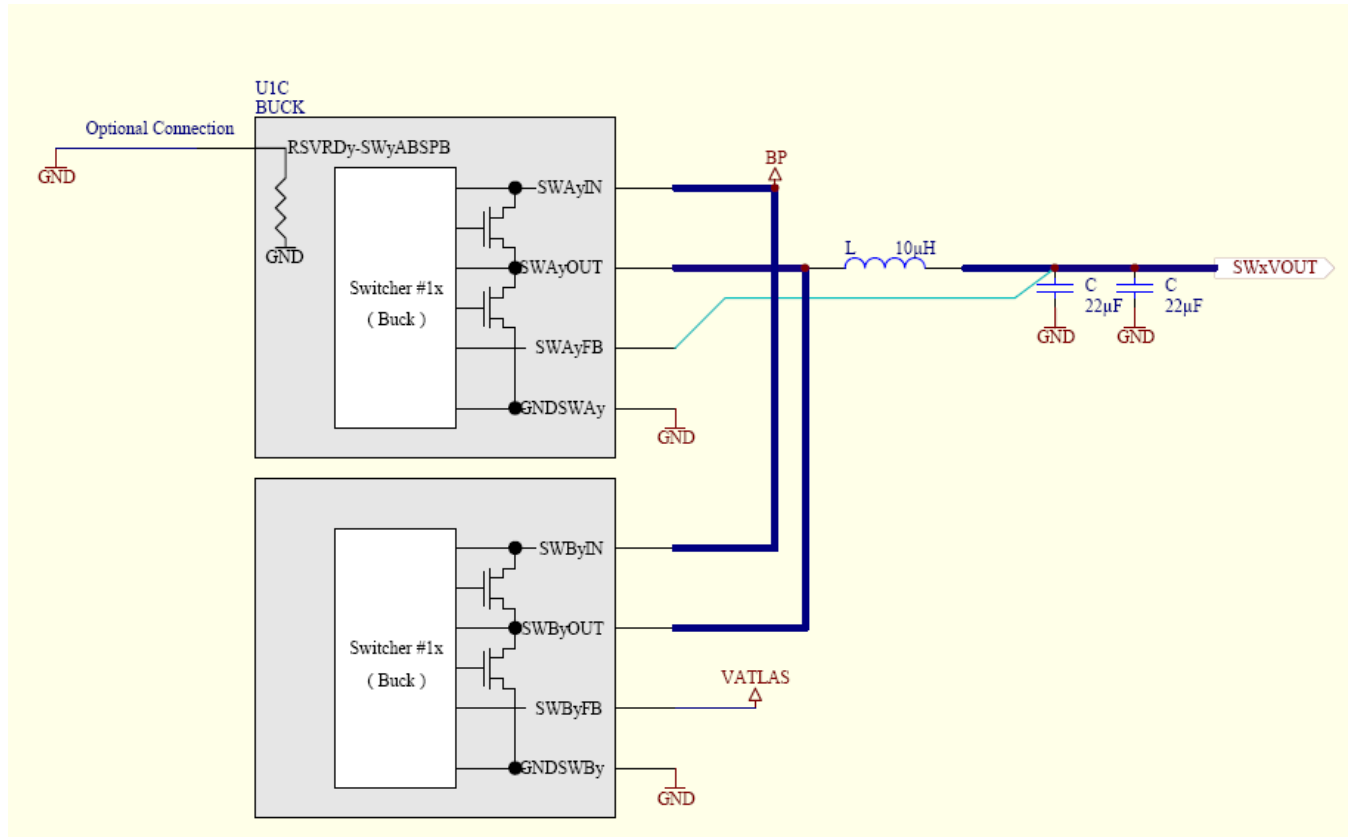 U1C
BUCK
Optional Connection
RSVRDy-SWyABSPB
GND
GND
Switcher #1x
( Buck )
SWAyIN
SWAyOUT
SWAyFB
GNDSWAy
GND
BP
L
10µH
C
22µF
GND
C
22µF
GND
SWxVOUT
Switcher #1x
( Buck )
SWByIN
SWByOUT
SWByFB
GNDSWBy
VATLAS
GND